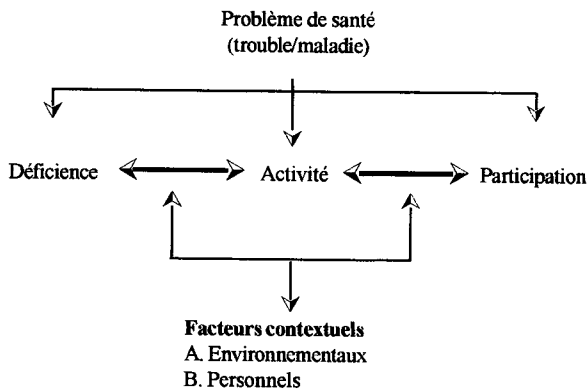 Problème de santé
(trouble/maladie)
Déficience
Activité
Participation
Facteurs contextuels
A. Environnementaux
B. Personnels